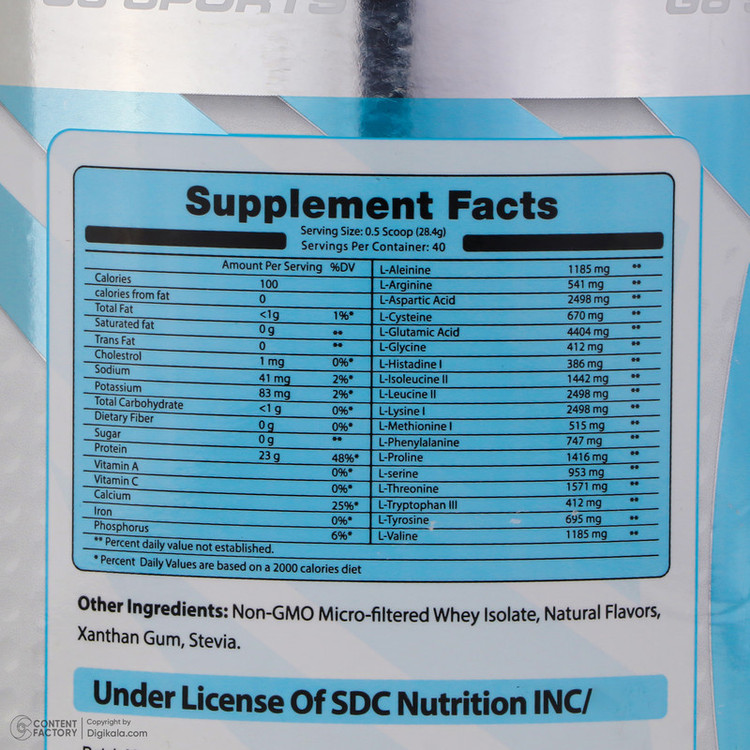 GS SPORTS
Supplement Facts
Serving Size: 0.5 Scoop (28.4g)
Servings Per Container: 40
Amount Per Serving %DV
Calories 100
calories from fat 0
Total Fat <1g 1%*
Saturated fat 0 g **
Trans Fat 0 **
Cholestrol 1 mg 0%*
Sodium 41 mg 2%*
Potassium 83 mg 2%*
Total Carbohydrate <1 g 0%*
Dietary Fiber 0 g 0%*
Sugar 0 g **
Protein 23 g 48%*
Vitamin A 0%*
Vitamin C 0%*
Calcium 25%*
Iron 0%*
Phosphorus 6%*
** Percent daily value not established.
* Percent Daily Values are based on a 2000 calories diet
L-Aleinine 1185 mg **
L-Arginine 541 mg **
L-Aspartic Acid 2498 mg **
L-Cysteine 670 mg **
L-Glutamic Acid 4404 mg **
L-Glycine 412 mg **
L-Histadine I 386 mg **
L-Isoleucine II 1442 mg **
L-Leucine II 2498 mg **
L-Lysine I 2498 mg **
L-Methionine I 515 mg **
L-Phenylalanine 747 mg **
L-Proline 1416 mg **
L-serine 953 mg **
L-Threonine 1571 mg **
L-Tryptophan III 412 mg **
L-Tyrosine 695 mg **
L-Valine 1185 mg **
Other Ingredients: Non-GMO Micro-filtered Whey Isolate, Natural Flavors,
Xanthan Gum, Stevia.
Under License Of SDC Nutrition INC/
CONTENT FACTORY
Copyright by
Digikala.com